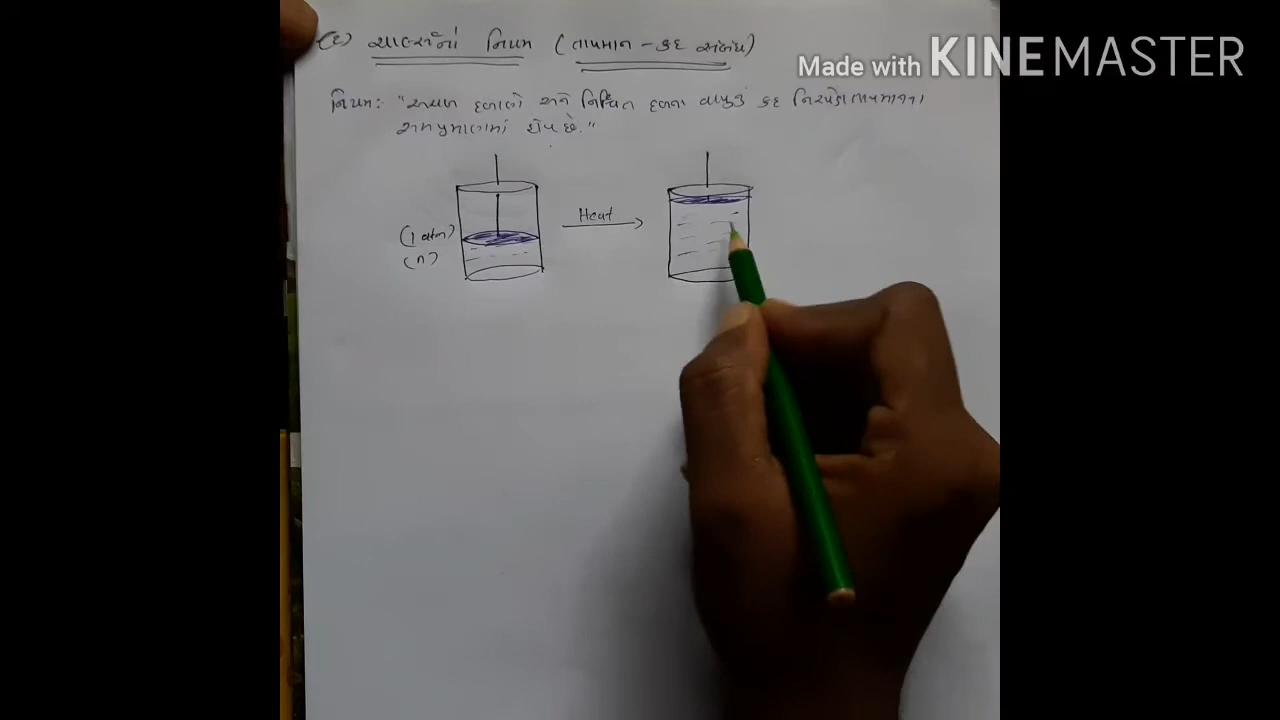 (૨) ચાર્લ્સનો નિયમ (તાપમાન - કદ સંબંધ)
Made with KINEMASTER
નિયમ: "અચળ દબાણે અને નિશ્ચિત દળના વાયુનું કદ નિરપેક્ષ તાપમાનના
સમપ્રમાણમાં હોય છે."
Heat
(1 atm)
(n)